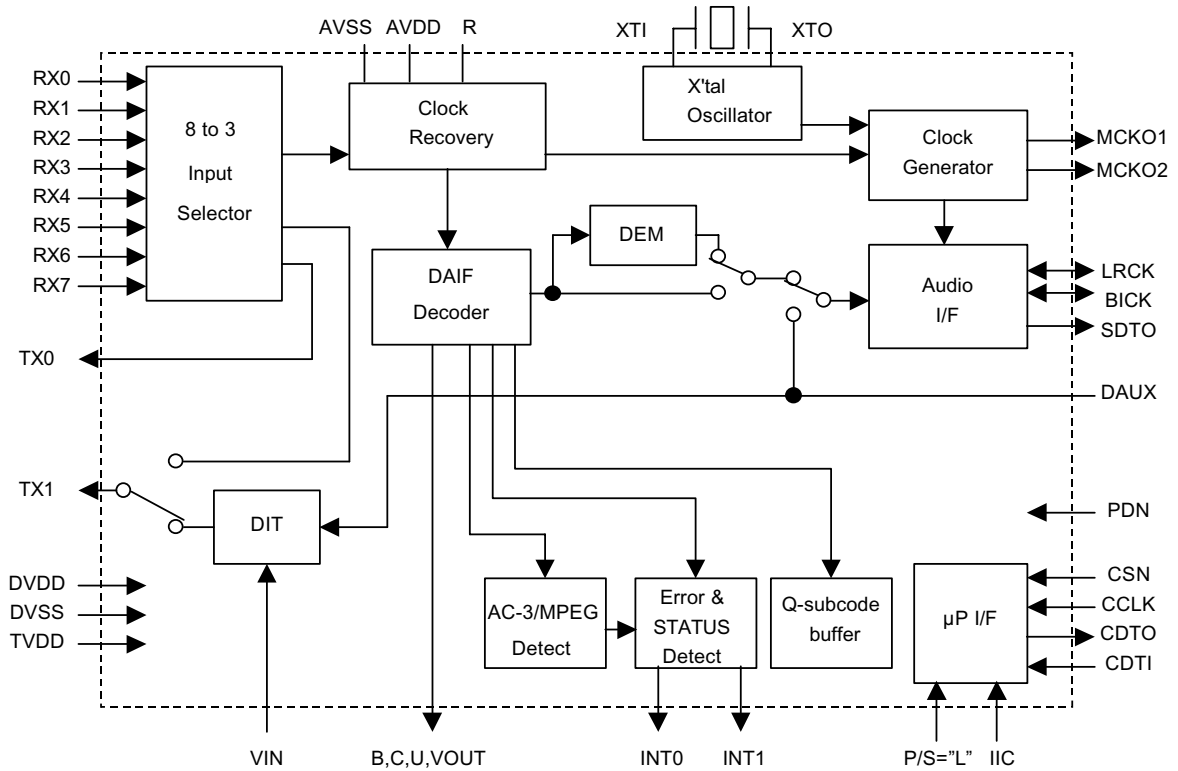 AVSS AVDD R XTI XTO
RX0
RX1
RX2
RX3
RX4
RX5
RX6
RX7
8 to 3
Input
Selector
Clock
Recovery
X'tal
Oscillator
Clock
Generator
MCKO1
MCKO2
DEM
DAIF
Decoder
Audio
I/F
LRCK
BICK
SDTO
TX0
DAUX
TX1
DIT
PDN
DVDD
DVSS
TVDD
AC-3/MPEG
Detect
Error &
STATUS
Detect
Q-subcode
buffer
µP I/F
CSN
CCLK
CDTO
CDTI
VIN
B,C,U,VOUT
INT0
INT1
P/S=”L”
IIC